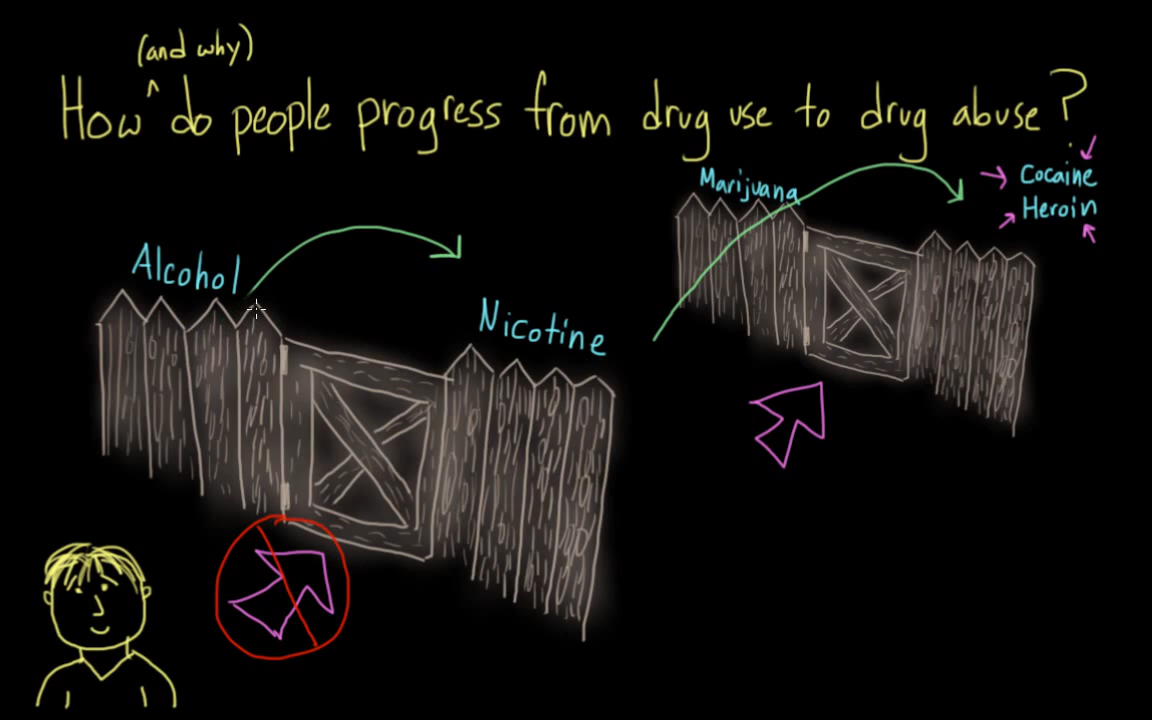 (and why)
How ^ do people progress from drug use to drug abuse?
Marijuana
Cocaine
Heroin
Alcohol
Nicotine